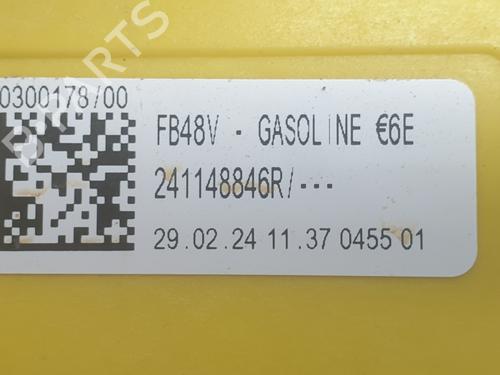 0300178/00
FB48V - GASOLINE €6E
241148846R/---
29.02.24 11.37 0455 01